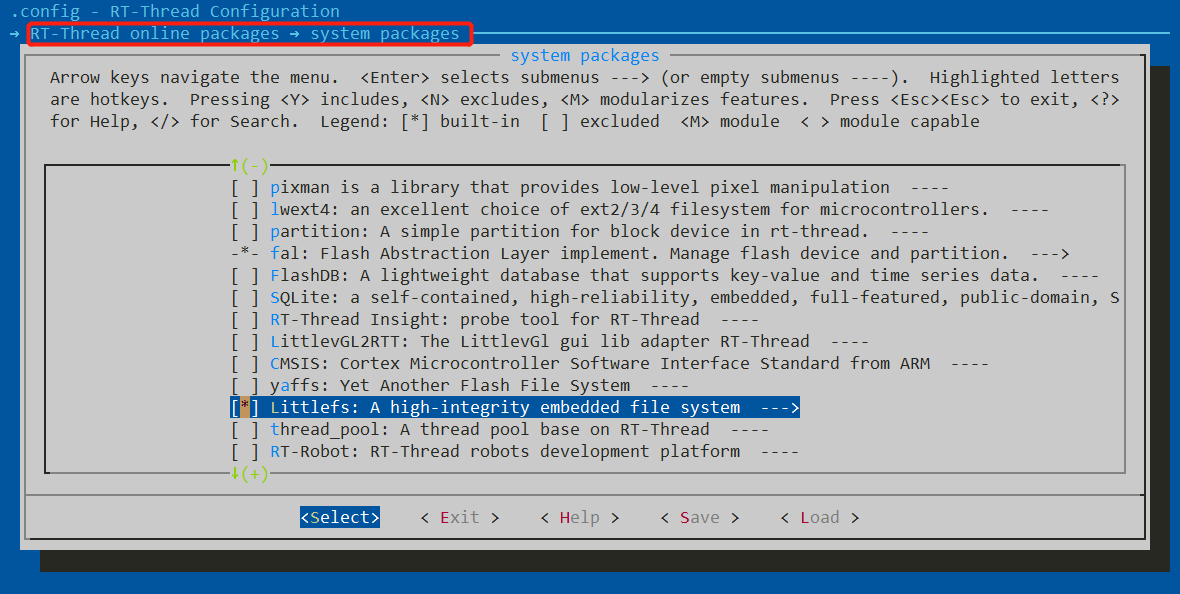 .config - RT-Thread Configuration
→ RT-Thread online packages → system packages
system packages
Arrow keys navigate the menu.  <Enter> selects submenus ---> (or empty submenus ----).  Highlighted letters
are hotkeys.  Pressing <Y> includes, <N> excludes, <M> modularizes features.  Press <Esc><Esc> to exit, <?>
for Help, </> for Search.  Legend: [*] built-in  [ ] excluded  <M> module  < > module capable
↑(-)
[ ] pixman is a library that provides low-level pixel manipulation  ----
[ ] lwext4: an excellent choice of ext2/3/4 filesystem for microcontrollers.  ----
[ ] partition: A simple partition for block device in rt-thread.  ----
-*- fal: Flash Abstraction Layer implement. Manage flash device and partition.  --->
[ ] FlashDB: A lightweight database that supports key-value and time series data.  ----
[ ] SQLite: a self-contained, high-reliability, embedded, full-featured, public-domain, S
[ ] RT-Thread Insight: probe tool for RT-Thread  ----
[ ] LittlevGL2RTT: The LittlevGl gui lib adapter RT-Thread  ----
[ ] CMSIS: Cortex Microcontroller Software Interface Standard from ARM  ----
[ ] yaffs: Yet Another Flash File System  ----
[*] Littlefs: A high-integrity embedded file system  --->
[ ] thread_pool: A thread pool base on RT-Thread  ----
[ ] RT-Robot: RT-Thread robots development platform  ----
↓(+)
<Select>    < Exit >    < Help >    < Save >    < Load >